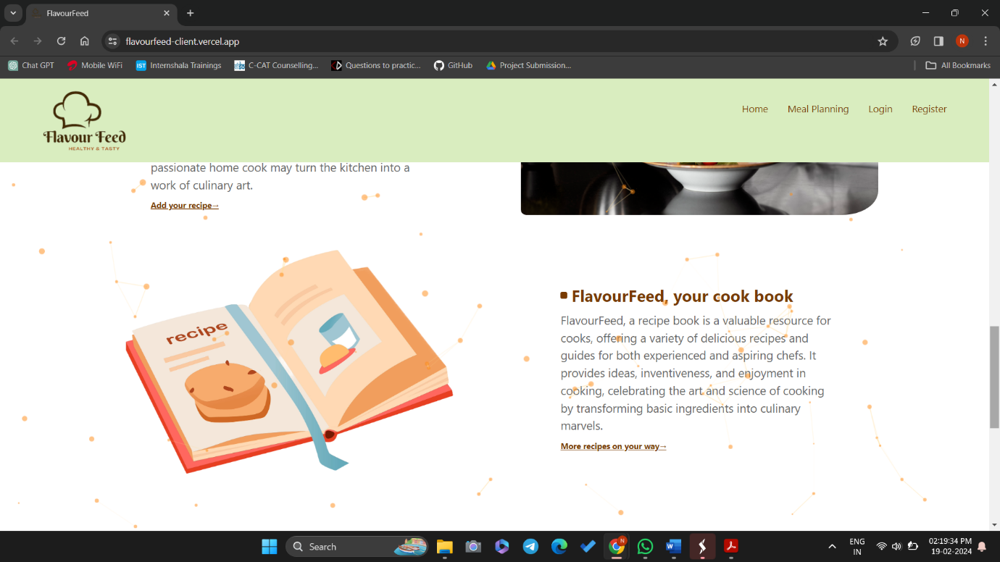 FlavourFeed
flavourfeed-client.vercel.app
N
Chat GPT
Mobile WiFi
IST Internshala Trainings
C-CAT Counselling...
Questions to practic...
GitHub
Project Submission...
All Bookmarks
Flavour Feed
HEALTHY & TASTY
Home
Meal Planning
Login
Register
passionate home cook may turn the kitchen into a
work of culinary art.
Add your recipe→
recipe
FlavourFeed, your cook book
FlavourFeed, a recipe book is a valuable resource for
cooks, offering a variety of delicious recipes and
guides for both experienced and aspiring chefs. It
provides ideas, inventiveness, and enjoyment in
cooking, celebrating the art and science of cooking
by transforming basic ingredients into culinary
marvels.
More recipes on your way→
Search
N
ENG
IN
02:19:34 PM
19-02-2024